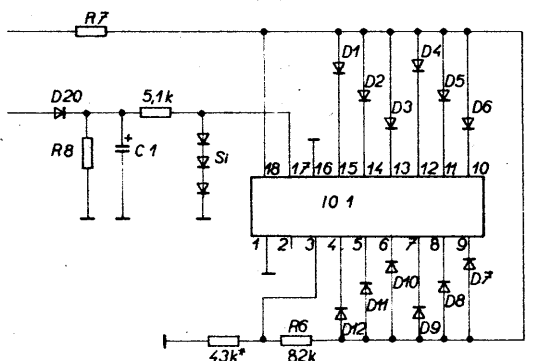 R7
D1 D4
D2 D5
D3 D6
D20 5,1k
R8 + C1 Si
18 17 16 15 14 13 12 11 10
IO 1
1 2 3 4 5 6 7 8 9
D7
D10
D11 D8
D12 D9
R6
43k* 82k